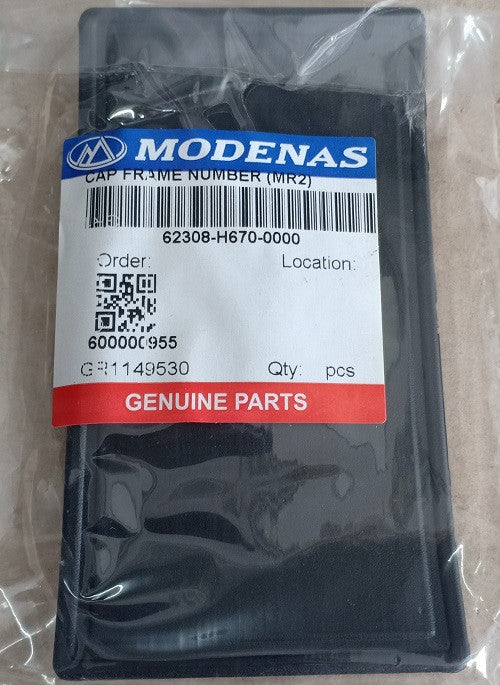 MODENAS
CAP FRAME NUMBER (MR2)
62308-H670-0000
Order: Location:
600000955
GR1149530 Qty: pcs
GENUINE PARTS